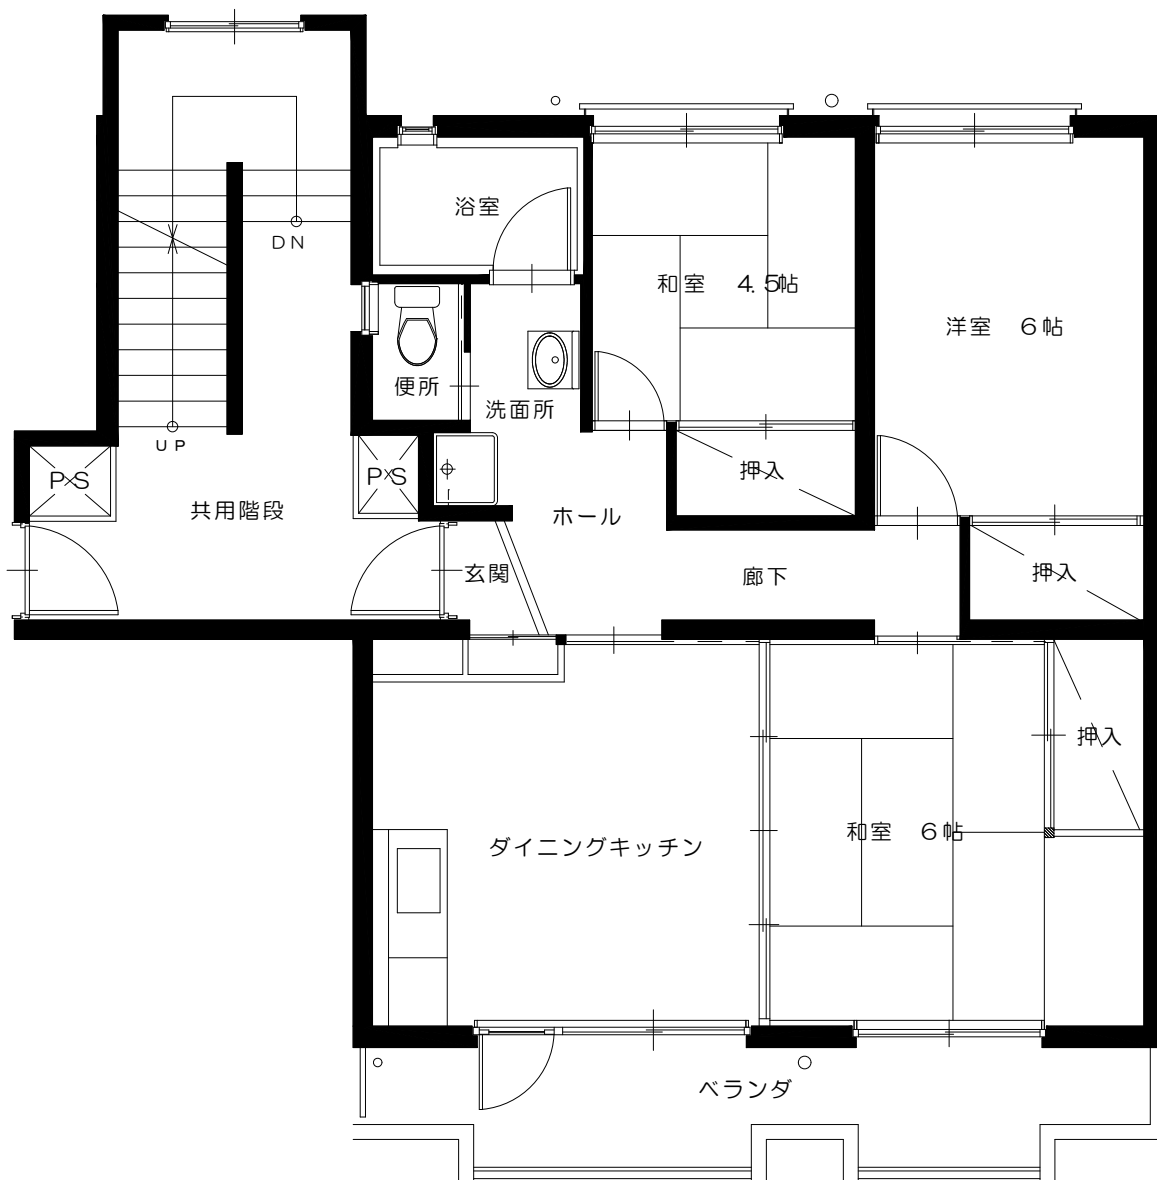 浴室
DN
和室 4.5帖
洋室 6帖
便所
洗面所
UP
PS
PS
押入
共用階段
ホール
玄関
廊下
押入
押入
ダイニングキッチン
和室 6帖
ベランダ